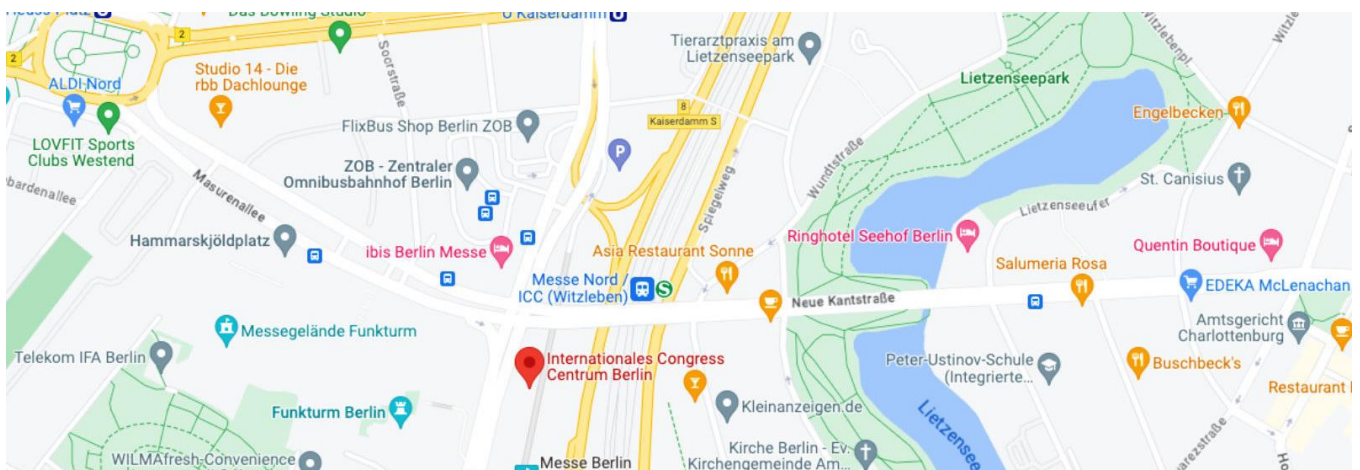 Das Bowling Studio
U Kaiserdamm
U
2
2
Studio 14 - Die
rbb Dachlounge
ALDI Nord
LOVFIT Sports
Clubs Westend
Soorstraße
FlixBus Shop Berlin ZOB
ZOB - Zentraler
Omnibusbahnhof Berlin
P
8
Kaiserdamm S
Tierarztpraxis am
Lietzenseepark
Lietzenseepark
Witzlebenpl.
Engelbecken
St. Canisius
Wundtstraße
Spiegelweg
Lietzenseeufer
Masurenallee
Hammarskjöldplatz
ibis Berlin Messe
Asia Restaurant Sonne
Messe Nord /
ICC (Witzleben)
S
Ringhotel Seehof Berlin
Quentin Boutique
Salumeria Rosa
Neue Kantstraße
EDEKA McLenachan
Messegelände Funkturm
Telekom IFA Berlin
Internationales Congress
Centrum Berlin
Amtsgericht
Charlottenburg
Peter-Ustinov-Schule
(Integrierte...
Buschbeck's
Restaurant
Funkturm Berlin
Kleinanzeigen.de
Lietzensee
Kirche Berlin - Ev.
Kirchengemeinde Am...
WILMAfresh-Convenience
Messe Berlin